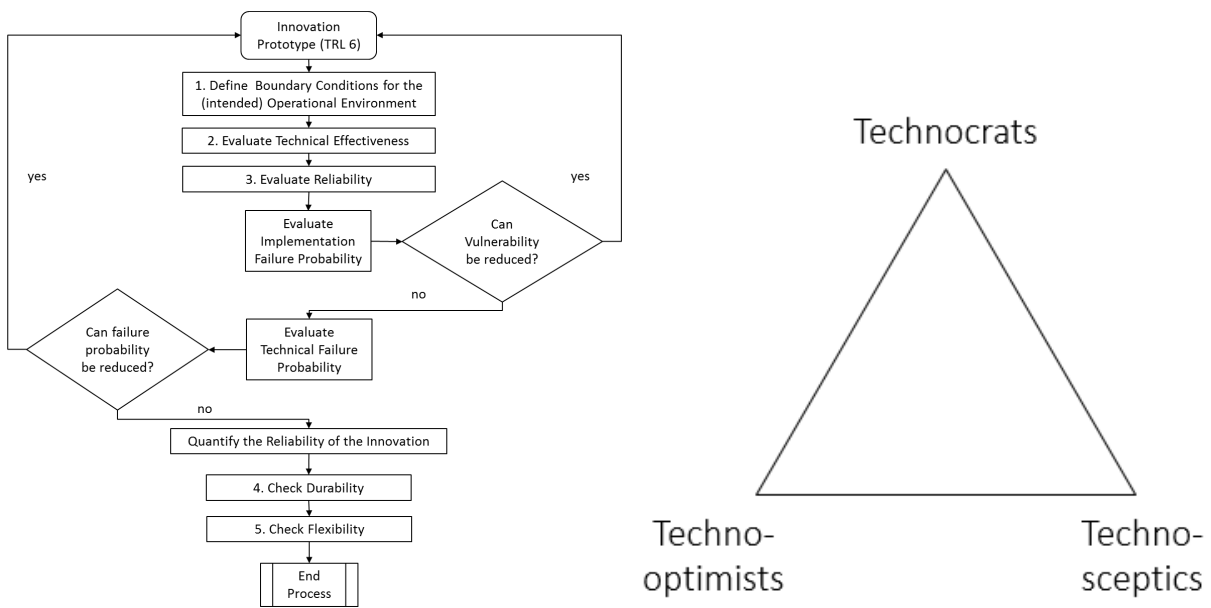 Innovation
Prototype (TRL 6)
1. Define Boundary Conditions for the
(intended) Operational Environment
2. Evaluate Technical Effectiveness
3. Evaluate Reliability
yes
yes
Evaluate
Implementation
Failure Probability
Can
Vulnerability
be reduced?
no
Can failure
probability
be reduced?
Evaluate
Technical Failure
Probability
no
Quantify the Reliability of the Innovation
4. Check Durability
5. Check Flexibility
End
Process
Technocrats
Techno-
optimists
Techno-
sceptics